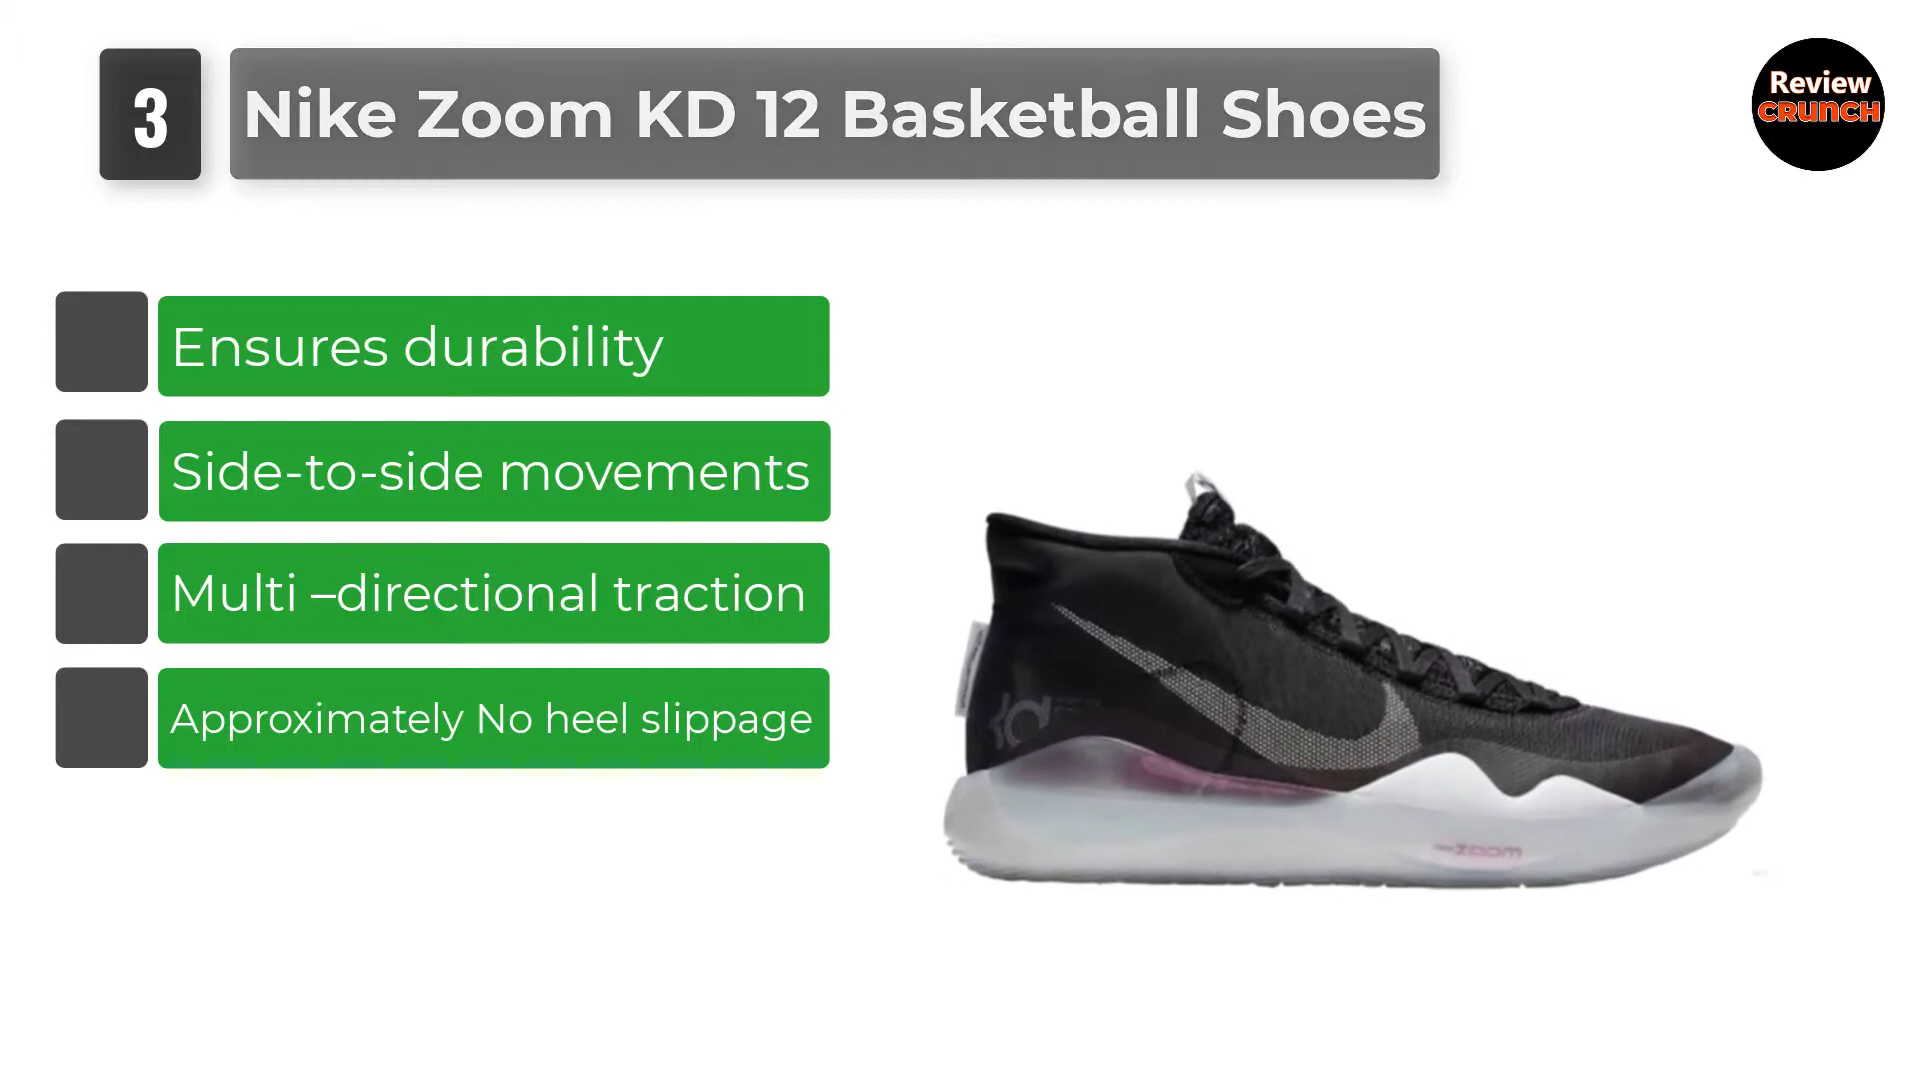 3
Nike Zoom KD 12 Basketball Shoes
Review
CRUNCH
Ensures durability
Side-to-side movements
Multi –directional traction
Approximately No heel slippage
ZOOM